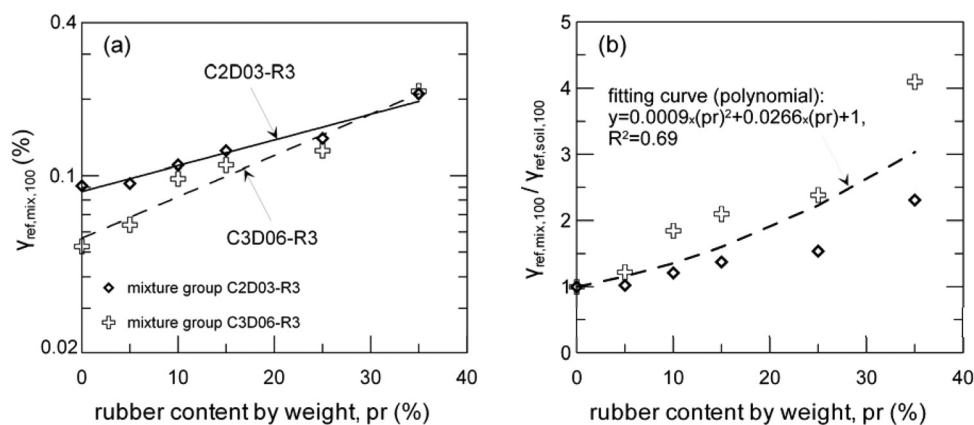 (a)
0.4
0.1
0.02
γref,mix,100 (%)
C2D03-R3
C3D06-R3
mixture group C2D03-R3
mixture group C3D06-R3
0 10 20 30 40
rubber content by weight, pr (%)
(b)
5
4
3
2
1
0
γref,mix,100 / γref,soil,100
fitting curve (polynomial):
y=0.0009×(pr)²+0.0266×(pr)+1,
R²=0.69
0 10 20 30 40
rubber content by weight, pr (%)